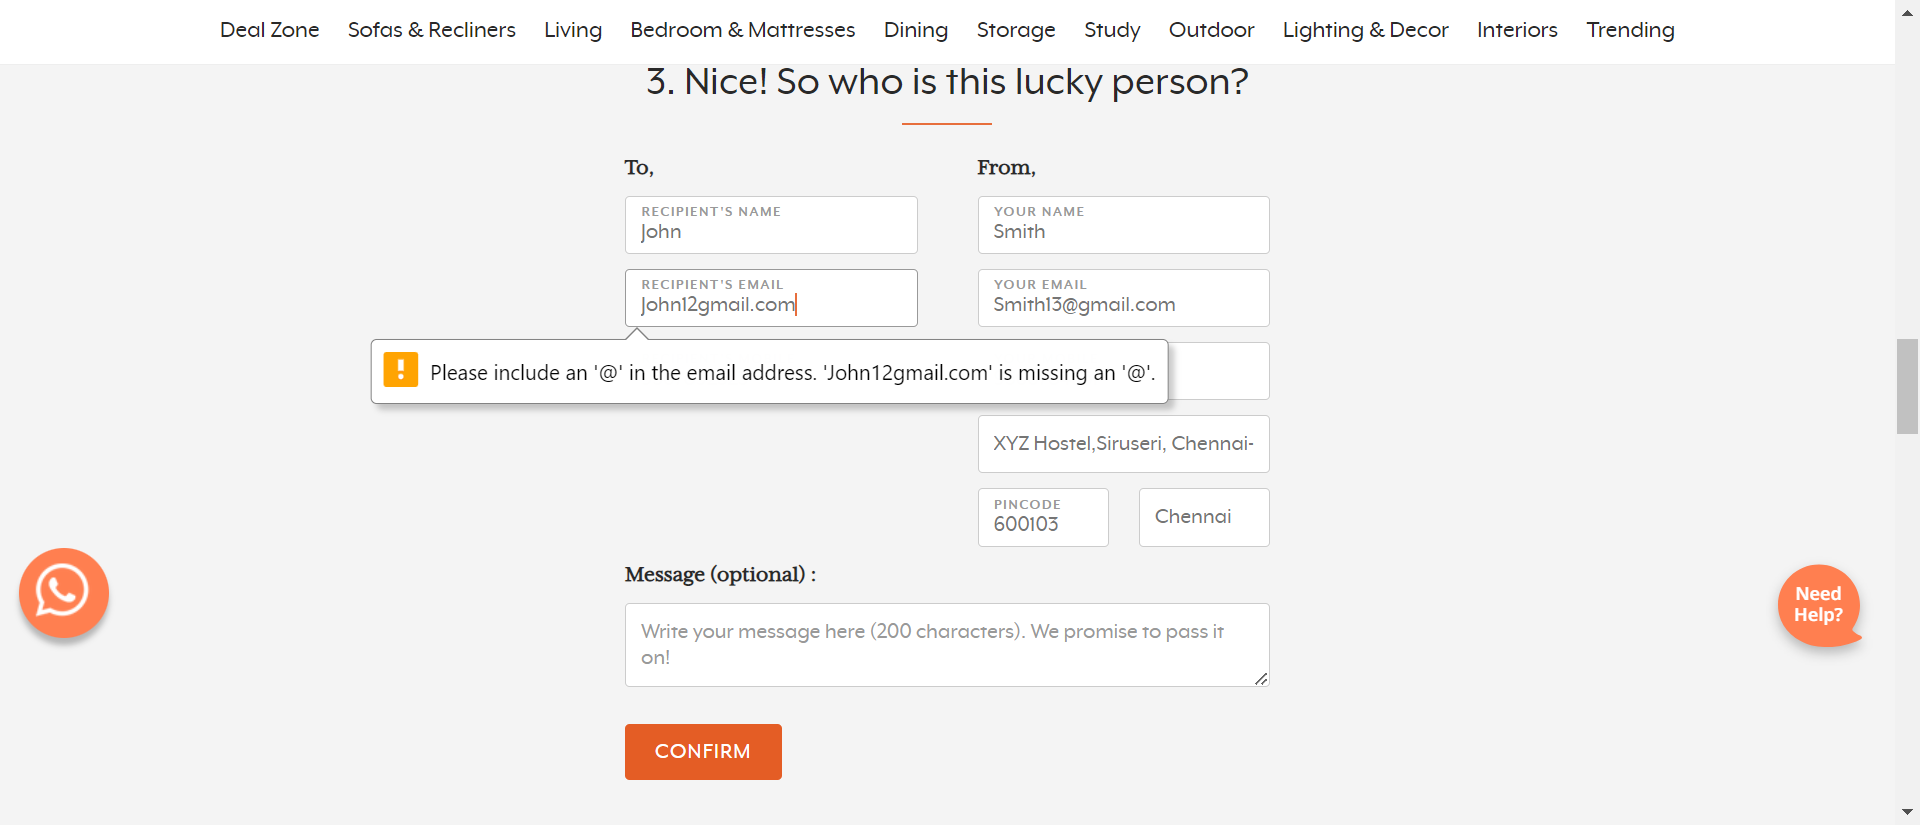 Deal Zone Sofas & Recliners Living Bedroom & Mattresses Dining Storage Study Outdoor Lighting & Decor Interiors Trending
3. Nice! So who is this lucky person?
To,
RECIPIENT'S NAME
John
RECIPIENT'S EMAIL
John12gmail.com
Please include an '@' in the email address. 'John12gmail.com' is missing an '@'.
From,
YOUR NAME
Smith
YOUR EMAIL
Smith13@gmail.com
XYZ Hostel,Siruseri, Chennai-
PINCODE
600103
Chennai
Message (optional) :
Write your message here (200 characters). We promise to pass it
on!
CONFIRM
Need
Help?